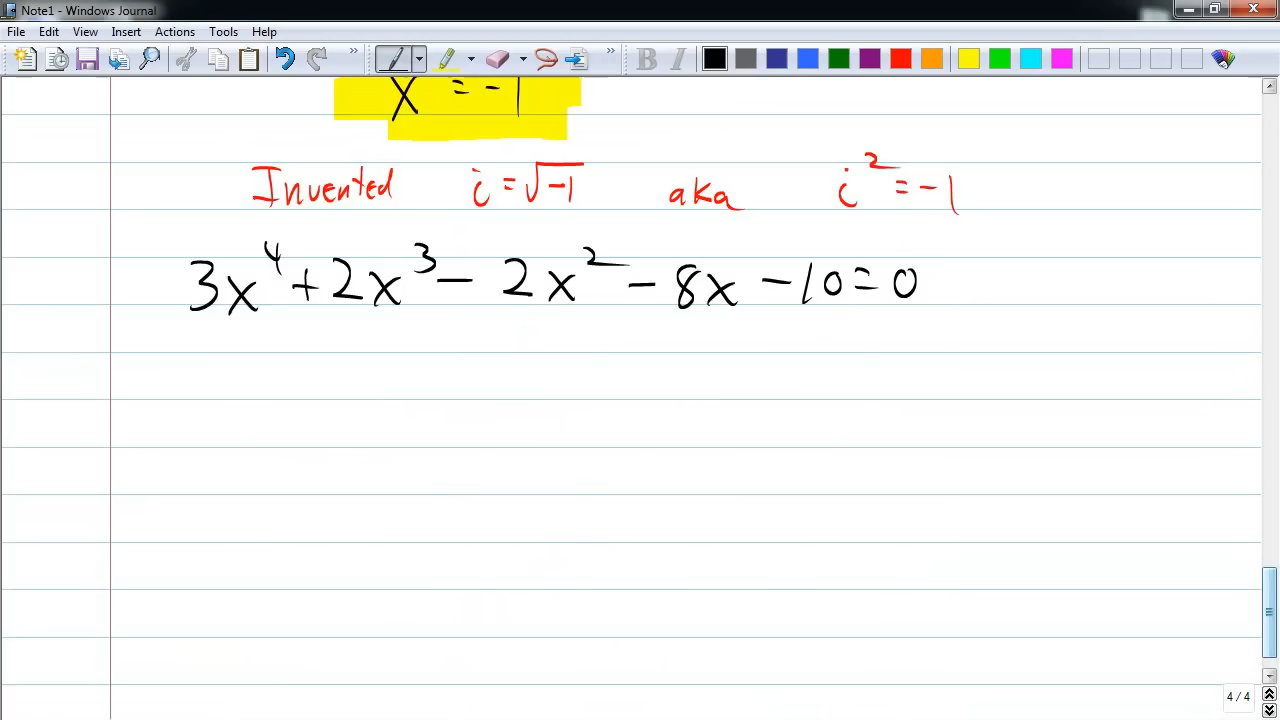 Note1 - Windows Journal
File Edit View Insert Actions Tools Help
B I
x = -1
Invented i = √-1 aka i² = -1
3x⁴ + 2x³ - 2x² - 8x - 10 = 0
4 / 4